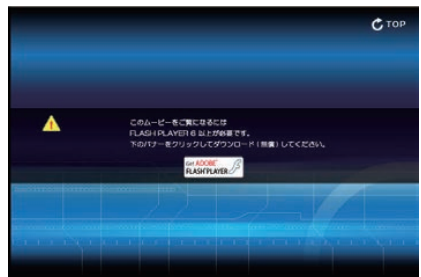 TOP
このムービーをご覧になるには
FLASH PLAYER 6 以上が必要です。
下のバナーをクリックしてダウンロード(無償)してください。
Get ADOBE
FLASH PLAYER